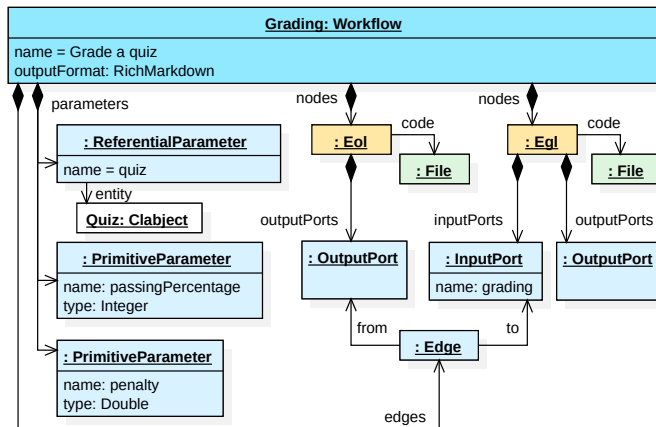 Grading: Workflow
name = Grade a quiz
outputFormat: RichMarkdown
parameters
nodes
nodes
: ReferentialParameter
name = quiz
entity
Quiz: Clabject
: Eol
code
: File
: Egl
code
: File
outputPorts
inputPorts
outputPorts
: PrimitiveParameter
name: passingPercentage
type: Integer
: OutputPort
: InputPort
name: grading
: OutputPort
from
: Edge
to
: PrimitiveParameter
name: penalty
type: Double
edges